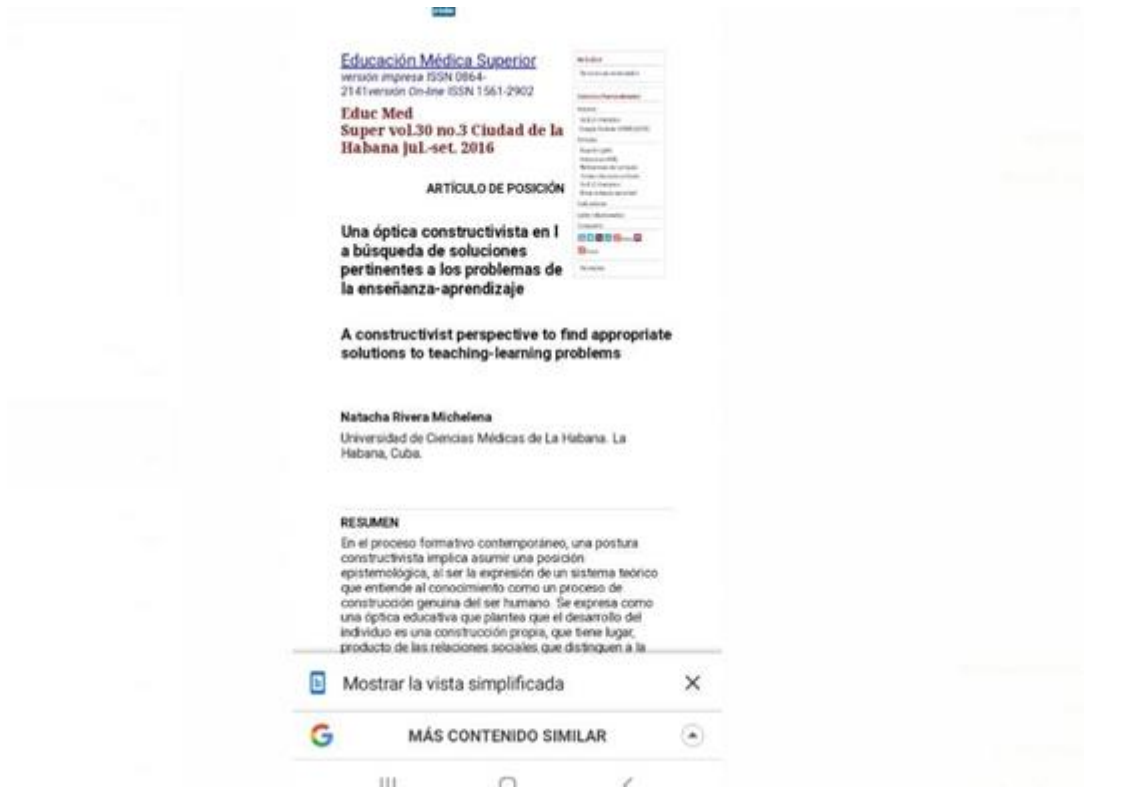 Educación Médica Superior
versión impresa ISSN 0864-
2141versión On-line ISSN 1561-2902
Educ Med
Super vol.30 no.3 Ciudad de la
Habana jul.-set. 2016
ARTÍCULO DE POSICIÓN
Una óptica constructivista en l
a búsqueda de soluciones
pertinentes a los problemas de
la enseñanza-aprendizaje
A constructivist perspective to find appropriate
solutions to teaching-learning problems
Natacha Rivera Michelena
Universidad de Ciencias Médicas de La Habana. La
Habana, Cuba.
RESUMEN
En el proceso formativo contemporáneo, una postura
constructivista implica asumir una posición
epistemológica, al ser la expresión de un sistema teórico
que entiende al conocimiento como un proceso de
construcción genuina del ser humano. Se expresa como
una óptica educativa que plantea que el desarrollo del
individuo es una construcción propia, que tiene lugar,
producto de las relaciones sociales que distinguen a la
Mostrar la vista simplificada
MÁS CONTENIDO SIMILAR